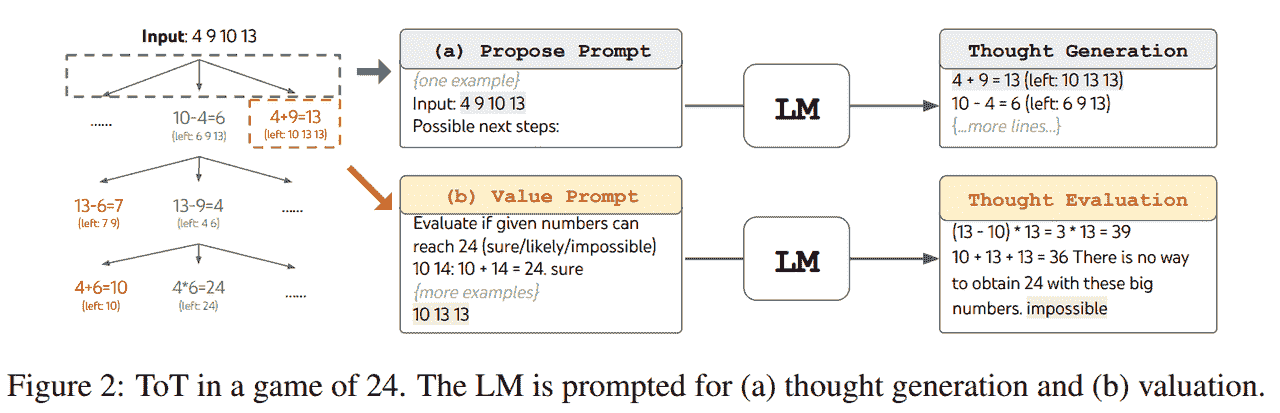 Input: 4 9 10 13
......
10-4=6
(left: 6 9 13)
4+9=13
(left: 10 13 13)
13-6=7
(left: 7 9)
13-9=4
(left: 4 6)
......
4+6=10
(left: 10)
4*6=24
(left: 24)
......
(a) Propose Prompt
{one example}
Input: 4 9 10 13
Possible next steps:
LM
Thought Generation
4 + 9 = 13 (left: 10 13 13)
10 - 4 = 6 (left: 6 9 13)
{...more lines...}
(b) Value Prompt
Evaluate if given numbers can
reach 24 (sure/likely/impossible)
10 14: 10 + 14 = 24. sure
{more examples}
10 13 13
LM
Thought Evaluation
(13 - 10) * 13 = 3 * 13 = 39
10 + 13 + 13 = 36 There is no way
to obtain 24 with these big
numbers. impossible
Figure 2: ToT in a game of 24. The LM is prompted for (a) thought generation and (b) valuation.